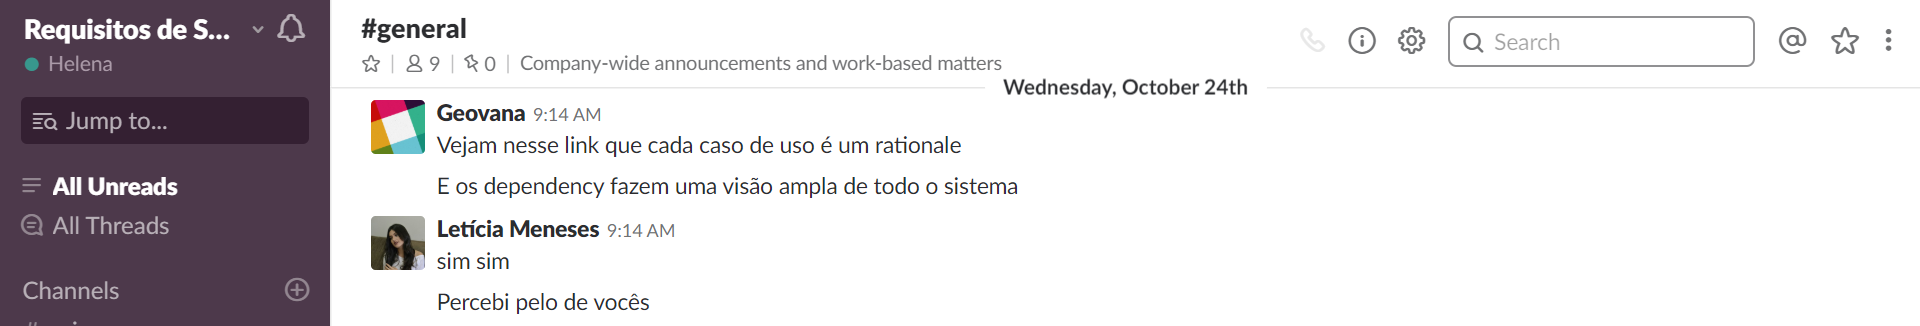 Requisitos de S...
Helena
Jump to...
All Unreads
All Threads
Channels
#general
9
0
Company-wide announcements and work-based matters
Search
Wednesday, October 24th
Geovana 9:14 AM
Vejam nesse link que cada caso de uso é um rationale
E os dependency fazem uma visão ampla de todo o sistema
Letícia Meneses 9:14 AM
sim sim
Percebi pelo de vocês